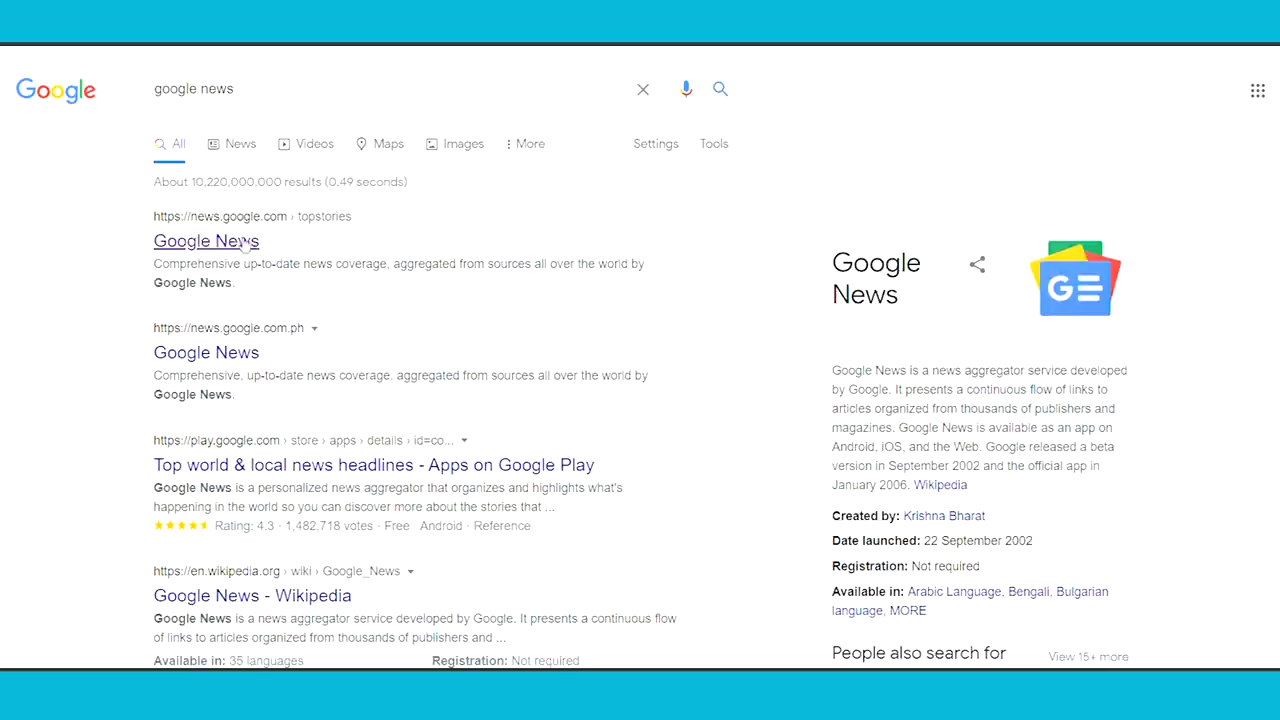 Google
google news
All News Videos Maps Images More Settings Tools
About 10,220,000,000 results (0.49 seconds)
https://news.google.com › topstories
Google News
Comprehensive up-to-date news coverage, aggregated from sources all over the world by
Google News.
https://news.google.com.ph
Google News
Comprehensive, up-to-date news coverage, aggregated from sources all over the world by
Google News.
https://play.google.com › store › apps › details › id=co...
Top world & local news headlines - Apps on Google Play
Google News is a personalized news aggregator that organizes and highlights what's
happening in the world so you can discover more about the stories that ...
Rating: 4.3 · 1,482,718 votes · Free Android · Reference
https://en.wikipedia.org › wiki › Google_News
Google News - Wikipedia
Google News is a news aggregator service developed by Google. It presents a continuous flow
of links to articles organized from thousands of publishers and ...
Available in: 35 languages Registration: Not required
Google
News
GE
Google News is a news aggregator service developed
by Google. It presents a continuous flow of links to
articles organized from thousands of publishers and
magazines. Google News is available as an app on
Android, iOS, and the Web. Google released a beta
version in September 2002 and the official app in
January 2006. Wikipedia
Created by: Krishna Bharat
Date launched: 22 September 2002
Registration: Not required
Available in: Arabic Language, Bengali, Bulgarian
language, MORE
People also search for View 15+ more